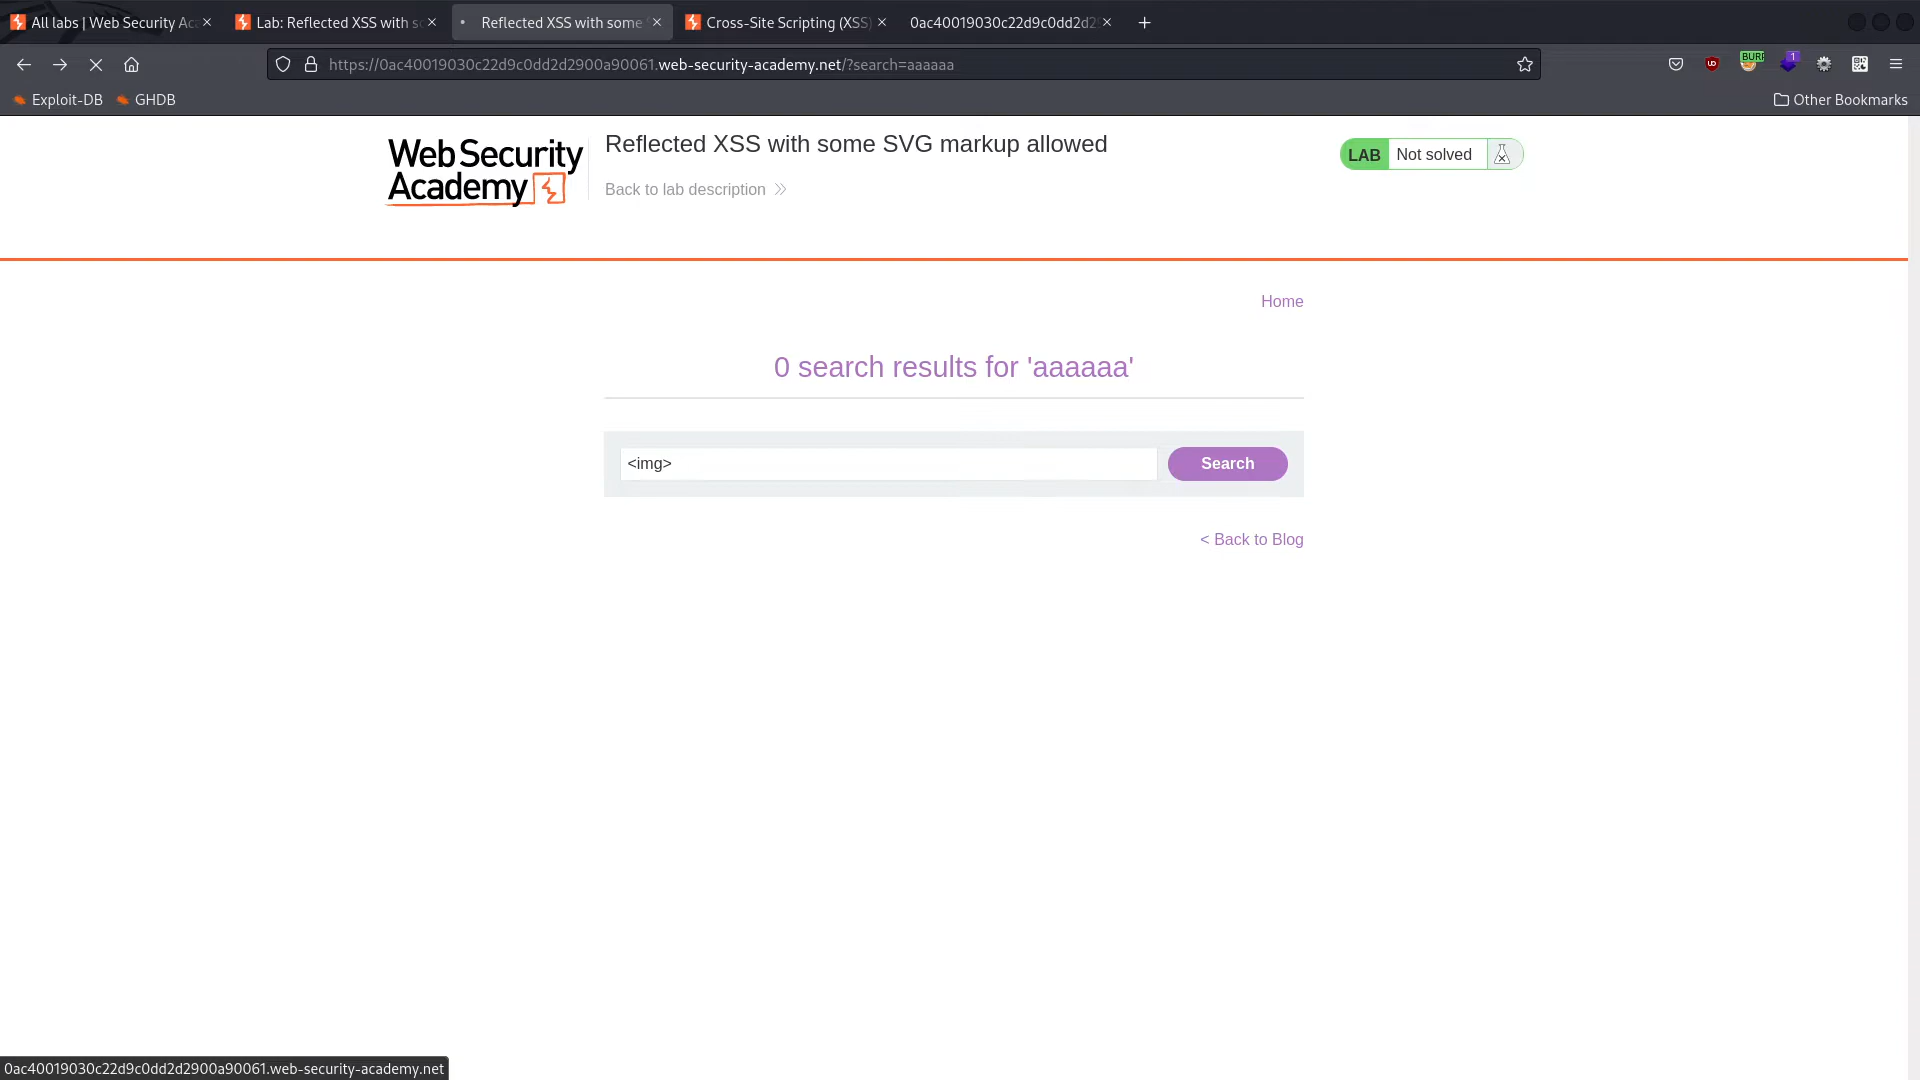 All labs | Web Security Ac
Lab: Reflected XSS with s
Reflected XSS with some
Cross-Site Scripting (XSS)
0ac40019030c22d9c0dd2d2
https://0ac40019030c22d9c0dd2d2900a90061.web-security-academy.net/?search=aaaaaa
BURP
1
Exploit-DB
GHDB
Other Bookmarks
WebSecurity
Academy
Reflected XSS with some SVG markup allowed
Back to lab description
LAB
Not solved
Home
0 search results for 'aaaaaa'
<img>
Search
< Back to Blog
0ac40019030c22d9c0dd2d2900a90061.web-security-academy.net